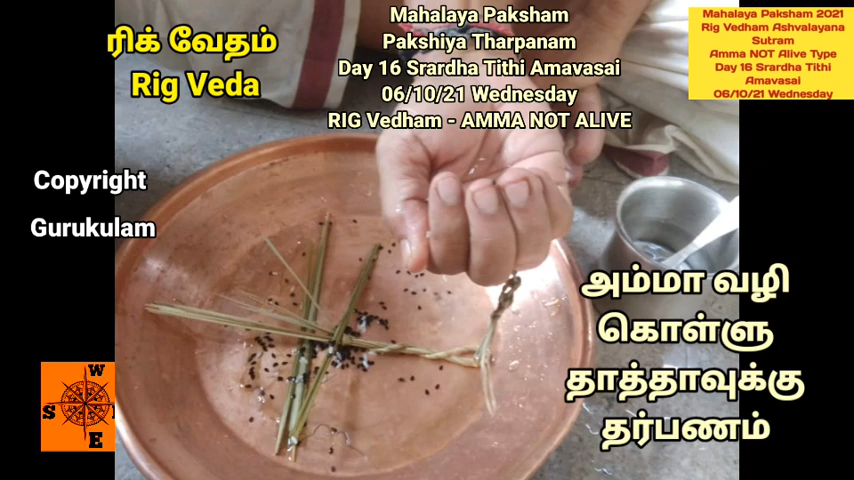 ரிக் வேதம்
Rig Veda
Mahalaya Paksham
Pakshiya Tharpanam
Day 16 Srardha Tithi Amavasai
06/10/21 Wednesday
RIG Vedham - AMMA NOT ALIVE
Mahalaya Paksham 2021
Rig Vedham Ashvalayana
Sutram
Amma NOT Alive Type
Day 16 Srardha Tithi
Amavasai
06/10/21 Wednesday
Copyright
Gurukulam
அம்மா வழி
கொள்ளு
தாத்தாவுக்கு
தர்பணம்
W
S
E